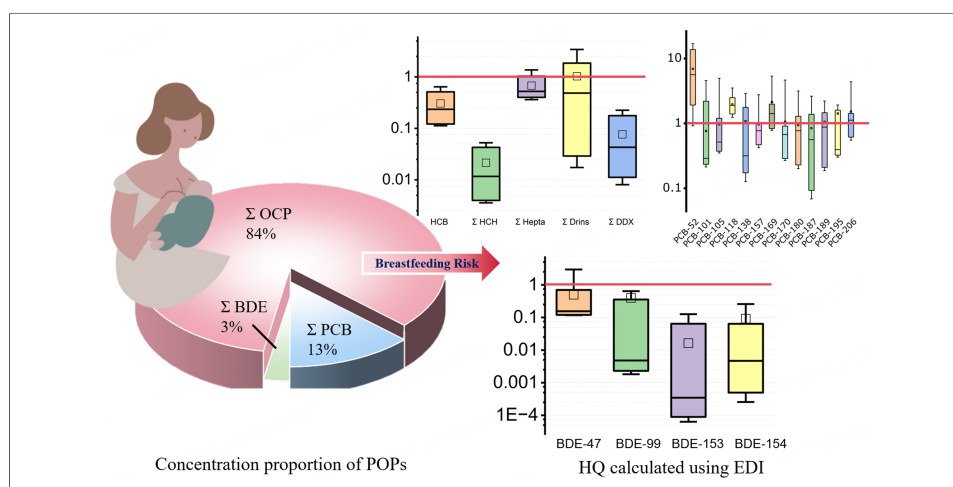 Σ OCP
84%
Σ BDE
3%
Σ PCB
13%
Breastfeeding Risk
Concentration proportion of POPs
1
0.1
0.01
HCB
Σ HCH
Σ Hepta
Σ Drins
Σ DDX
10
1
0.1
PCB-52
PCB-101
PCB-105
PCB-118
PCB-138
PCB-157
PCB-169
PCB-170
PCB-180
PCB-187
PCB-189
PCB-195
PCB-206
1
0.1
0.01
0.001
1E−4
BDE-47
BDE-99
BDE-153
BDE-154
HQ calculated using EDI